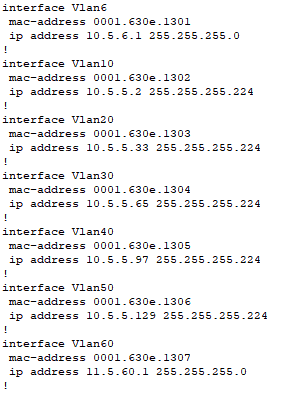 interface Vlan6
 mac-address 0001.630e.1301
 ip address 10.5.6.1 255.255.255.0
!
interface Vlan10
 mac-address 0001.630e.1302
 ip address 10.5.5.2 255.255.255.224
!
interface Vlan20
 mac-address 0001.630e.1303
 ip address 10.5.5.33 255.255.255.224
!
interface Vlan30
 mac-address 0001.630e.1304
 ip address 10.5.5.65 255.255.255.224
!
interface Vlan40
 mac-address 0001.630e.1305
 ip address 10.5.5.97 255.255.255.224
!
interface Vlan50
 mac-address 0001.630e.1306
 ip address 10.5.5.129 255.255.255.224
!
interface Vlan60
 mac-address 0001.630e.1307
 ip address 11.5.60.1 255.255.255.0
!